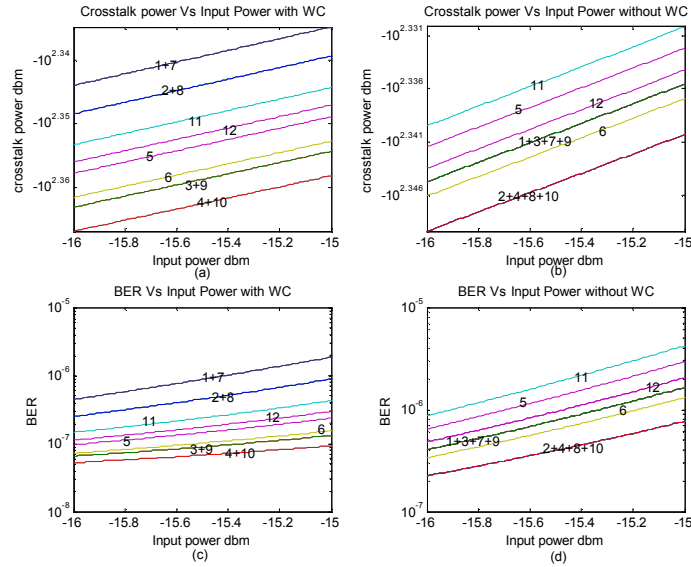 Crosstalk power Vs Input Power with WC
crosstalk power dbm
-10^2.34
-10^2.35
-10^2.36
1+7
2+8
11
12
5
6
3+9
4+10
-16 -15.8 -15.6 -15.4 -15.2 -15
Input power dbm
(a)
Crosstalk power Vs Input Power without WC
crosstalk power dbm
-10^2.331
-10^2.336
-10^2.341
-10^2.346
11
5
12
1+3+7+9
6
2+4+8+10
-16 -15.8 -15.6 -15.4 -15.2 -15
Input power dbm
(b)
BER Vs Input Power with WC
BER
10^-5
10^-6
10^-7
10^-8
1+7
2+8
11
12
5
6
3+9
4+10
-16 -15.8 -15.6 -15.4 -15.2 -15
Input power dbm
(c)
BER Vs Input Power without WC
BER
10^-5
10^-6
10^-7
10^-8
11
5
12
6
1+3+7+9
2+4+8+10
-16 -15.8 -15.6 -15.4 -15.2 -15
Input power dbm
(d)